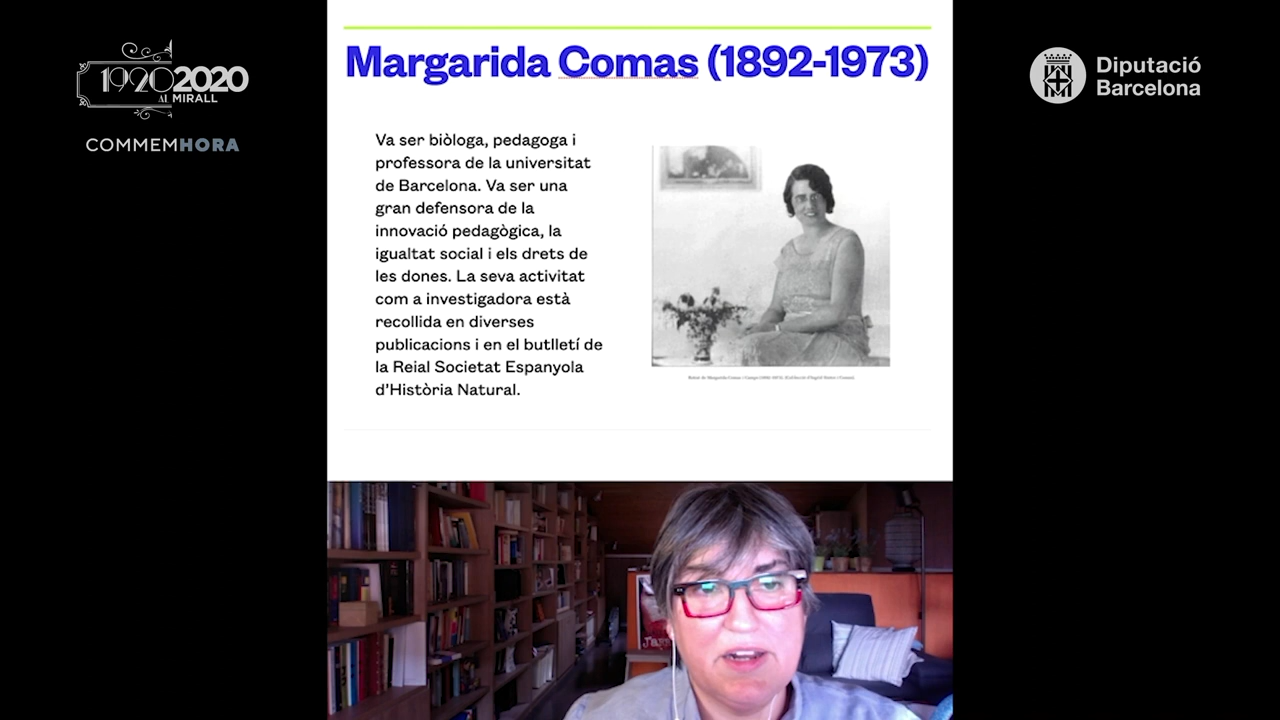 Margarida Comas (1892-1973)
1920 2020
AL MIRALL
COMMEMHORA
Diputació
Barcelona
Va ser biòloga, pedagoga i
professora de la universitat
de Barcelona. Va ser una
gran defensora de la
innovació pedagògica, la
igualtat social i els drets de
les dones. La seva activitat
com a investigadora està
recollida en diverses
publicacions i en el butlletí de
la Reial Societat Espanyola
d'Història Natural.